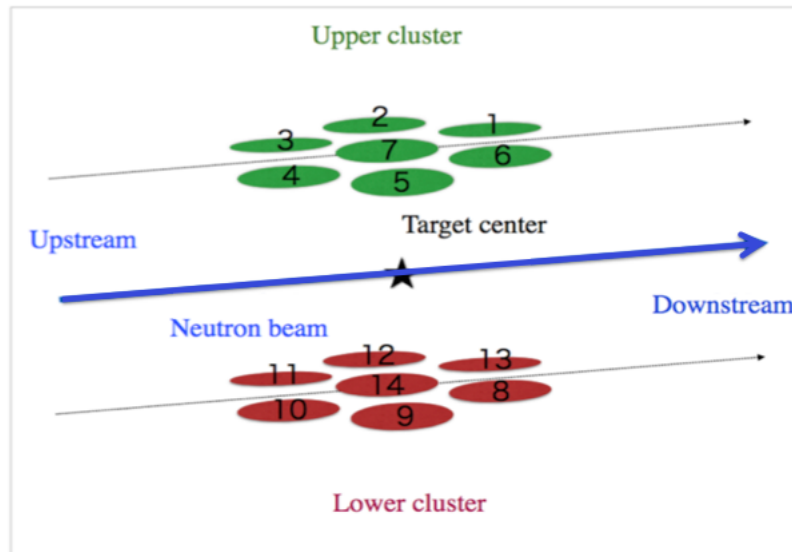 Upper cluster
2
1
3
7
6
4
5
Target center
Upstream
Downstream
Neutron beam
12
13
11
14
8
10
9
Lower cluster